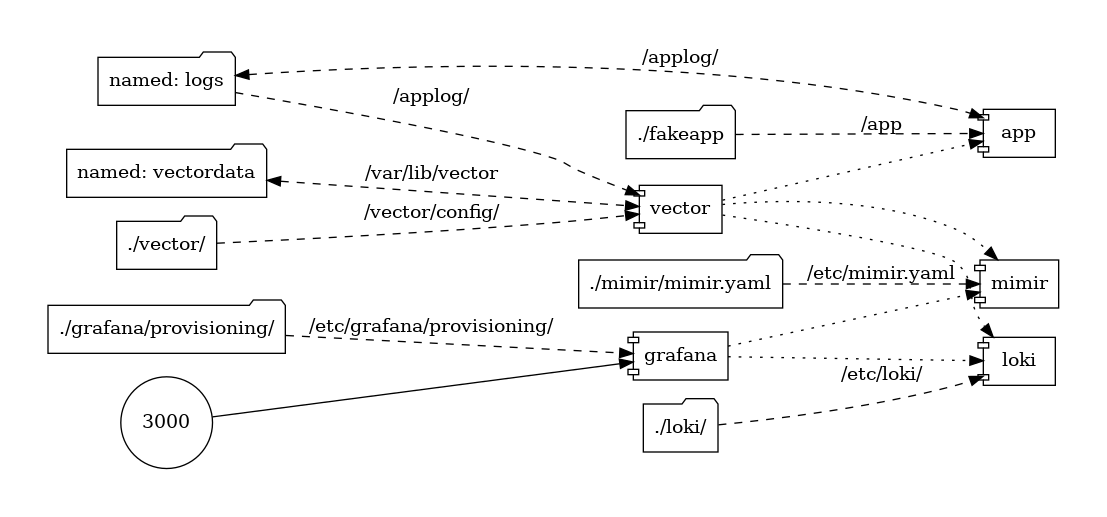 /applog/
named: logs
/applog/
./fakeapp
/app
app
named: vectordata
/var/lib/vector
vector
/vector/config/
./vector/
./mimir/mimir.yaml
/etc/mimir.yaml
mimir
./grafana/provisioning/
/etc/grafana/provisioning/
grafana
loki
/etc/loki/
3000
./loki/